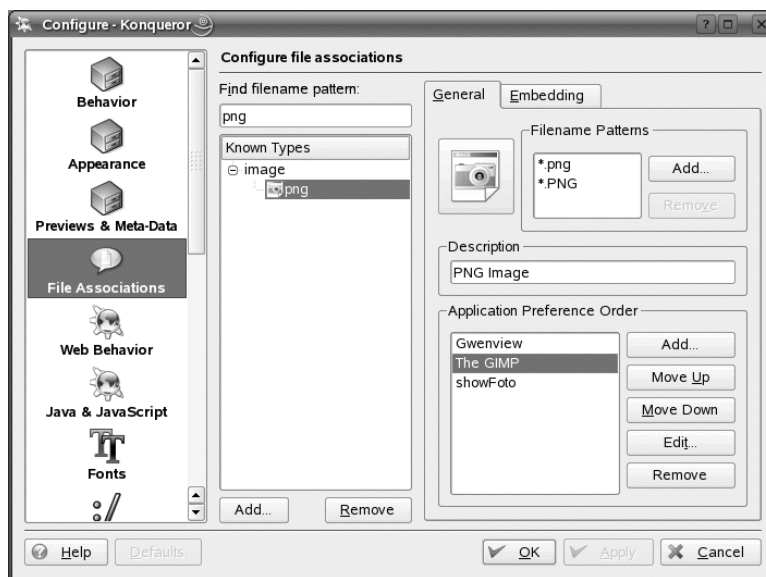 Configure - Konqueror
Behavior
Appearance
Previews & Meta-Data
File Associations
Web Behavior
Java & JavaScript
Fonts
Configure file associations
Find filename pattern:
png
Known Types
image
png
Add...
Remove
General
Embedding
Filename Patterns
*.png
*.PNG
Add...
Remove
Description
PNG Image
Application Preference Order
Gwenview
The GIMP
showFoto
Add...
Move Up
Move Down
Edit...
Remove
Help
Defaults
OK
Apply
Cancel